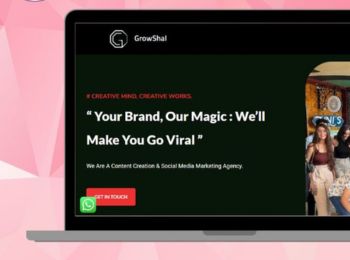 GrowShal
# CREATIVE MIND, CREATIVE WORKS.
“ Your Brand, Our Magic : We’ll
Make You Go Viral ”
We Are A Content Creation & Social Media Marketing Agency.
GET IN TOUCH